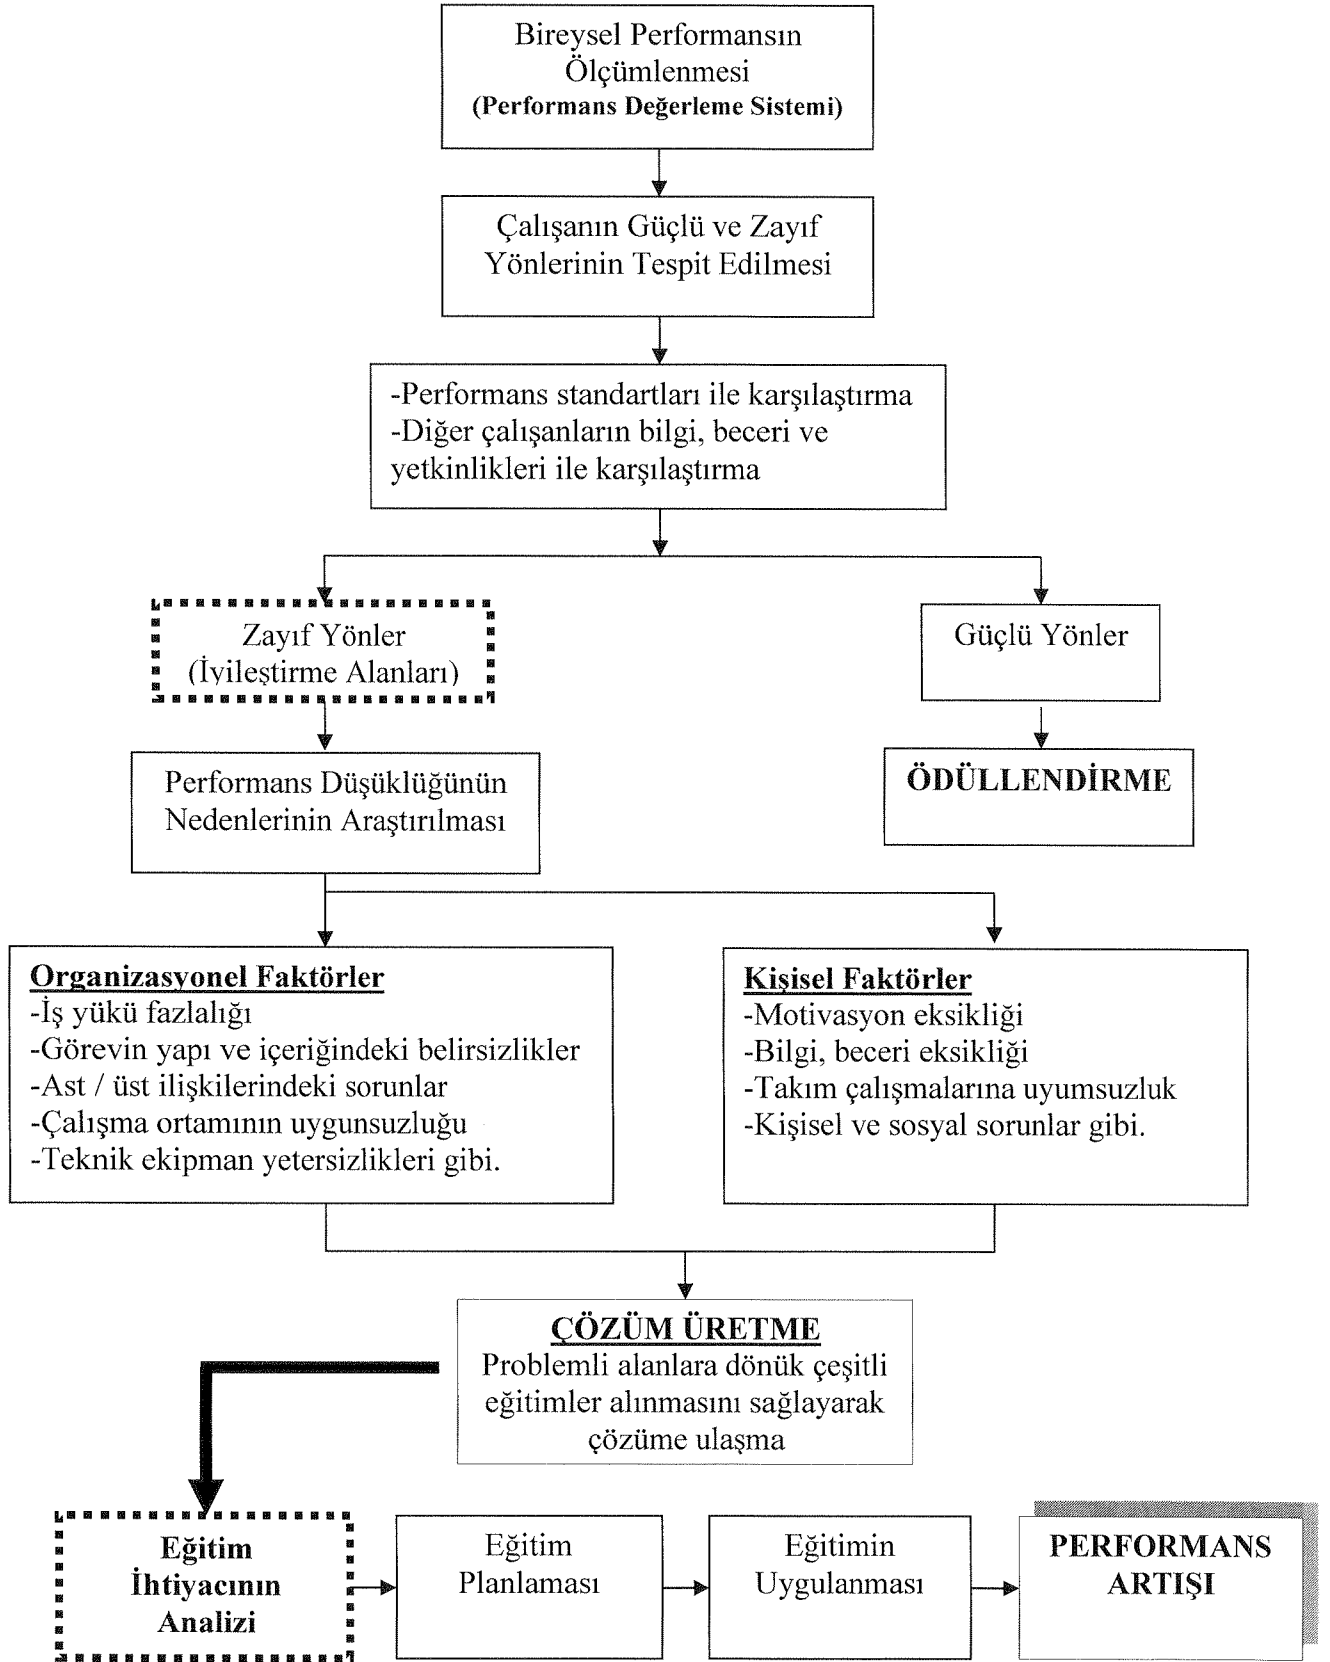 Bireysel Performansın
Ölçümlenmesi
(Performans Değerleme Sistemi)
Çalışanın Güçlü ve Zayıf
Yönlerinin Tespit Edilmesi
-Performans standartları ile karşılaştırma
-Diğer çalışanların bilgi, beceri ve
yetkinlikleri ile karşılaştırma
Zayıf Yönler
(İyileştirme Alanları)
Güçlü Yönler
Performans Düşüklüğünün
Nedenlerinin Araştırılması
ÖDÜLLENDİRME
Organizasyonel Faktörler
-İş yükü fazlalığı
-Görevin yapı ve içeriğindeki belirsizlikler
-Ast / üst ilişkilerindeki sorunlar
-Çalışma ortamının uygunsuzluğu
-Teknik ekipman yetersizlikleri gibi.
Kişisel Faktörler
-Motivasyon eksikliği
-Bilgi, beceri eksikliği
-Takım çalışmalarına uyumsuzluk
-Kişisel ve sosyal sorunlar gibi.
ÇÖZÜM ÜRETME
Problemli alanlara dönük çeşitli
eğitimler alınmasını sağlayarak
çözüme ulaşma
Eğitim
İhtiyacının
Analizi
Eğitim
Planlaması
Eğitimin
Uygulanması
PERFORMANS
ARTIŞI